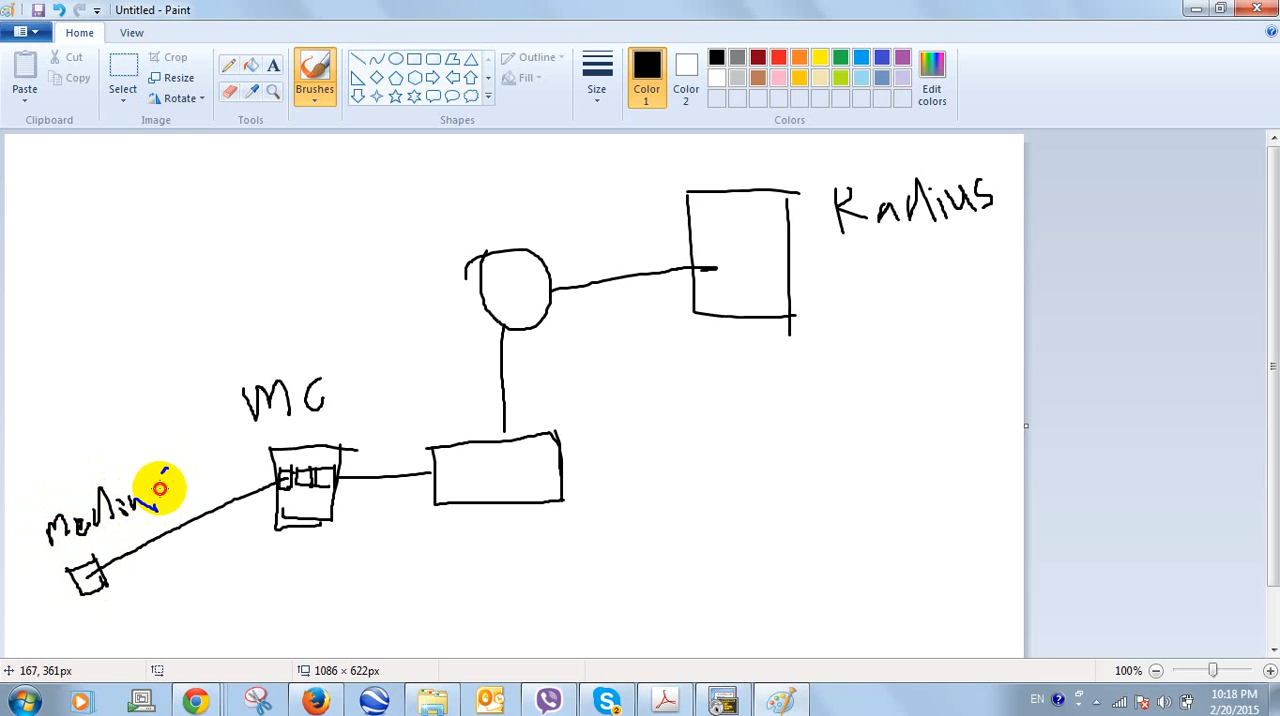 Untitled - Paint
Home
View
Paste
Cut
Copy
Select
Crop
Resize
Rotate
Brushes
Outline
Fill
Size
Color 1
Color 2
Edit colors
Clipboard
Image
Tools
Shapes
Colors
Radius
MC
167, 361px
1086 × 622px
100%
EN
2
10:18 PM
2/20/2015